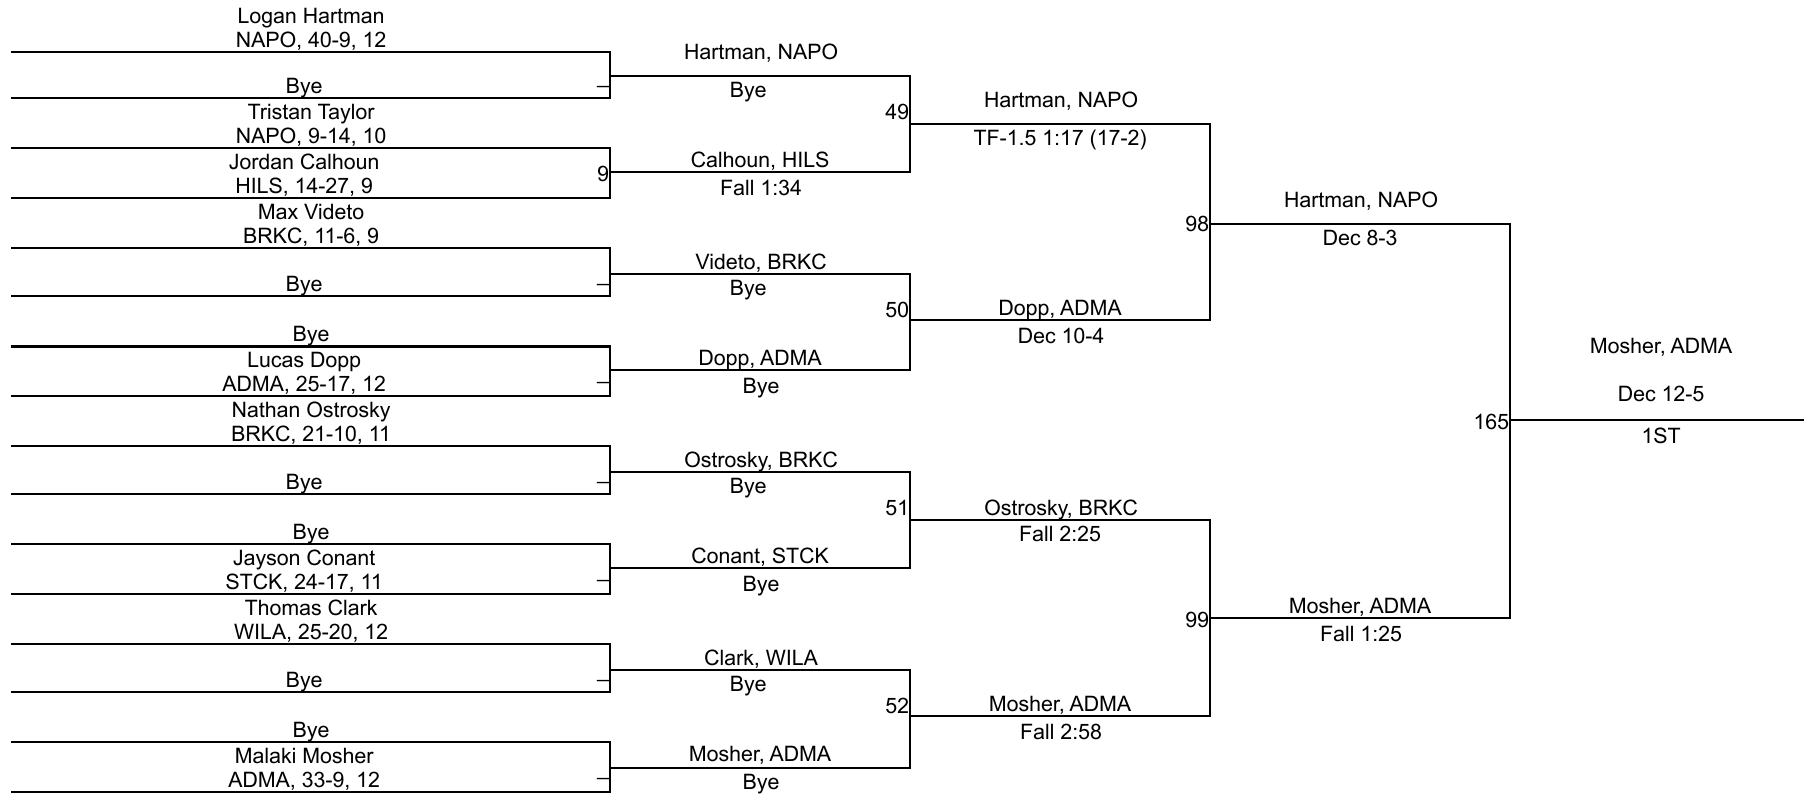 Logan Hartman
NAPO, 40-9, 12
Bye
Tristan Taylor
NAPO, 9-14, 10
Jordan Calhoun
HILS, 14-27, 9
Max Videto
BRKC, 11-6, 9
Bye
Bye
Lucas Dopp
ADMA, 25-17, 12
Nathan Ostrosky
BRKC, 21-10, 11
Bye
Bye
Jayson Conant
STCK, 24-17, 11
Thomas Clark
WILA, 25-20, 12
Bye
Bye
Malaki Mosher
ADMA, 33-9, 12
9
Hartman, NAPO
Bye
Calhoun, HILS
Fall 1:34
Videto, BRKC
Bye
Dopp, ADMA
Bye
Ostrosky, BRKC
Bye
Conant, STCK
Bye
Clark, WILA
Bye
Mosher, ADMA
Bye
49
50
51
52
Hartman, NAPO
TF-1.5 1:17 (17-2)
Dopp, ADMA
Dec 10-4
Ostrosky, BRKC
Fall 2:25
Mosher, ADMA
Fall 2:58
98
99
Hartman, NAPO
Dec 8-3
Mosher, ADMA
Fall 1:25
165
Mosher, ADMA
Dec 12-5
1ST